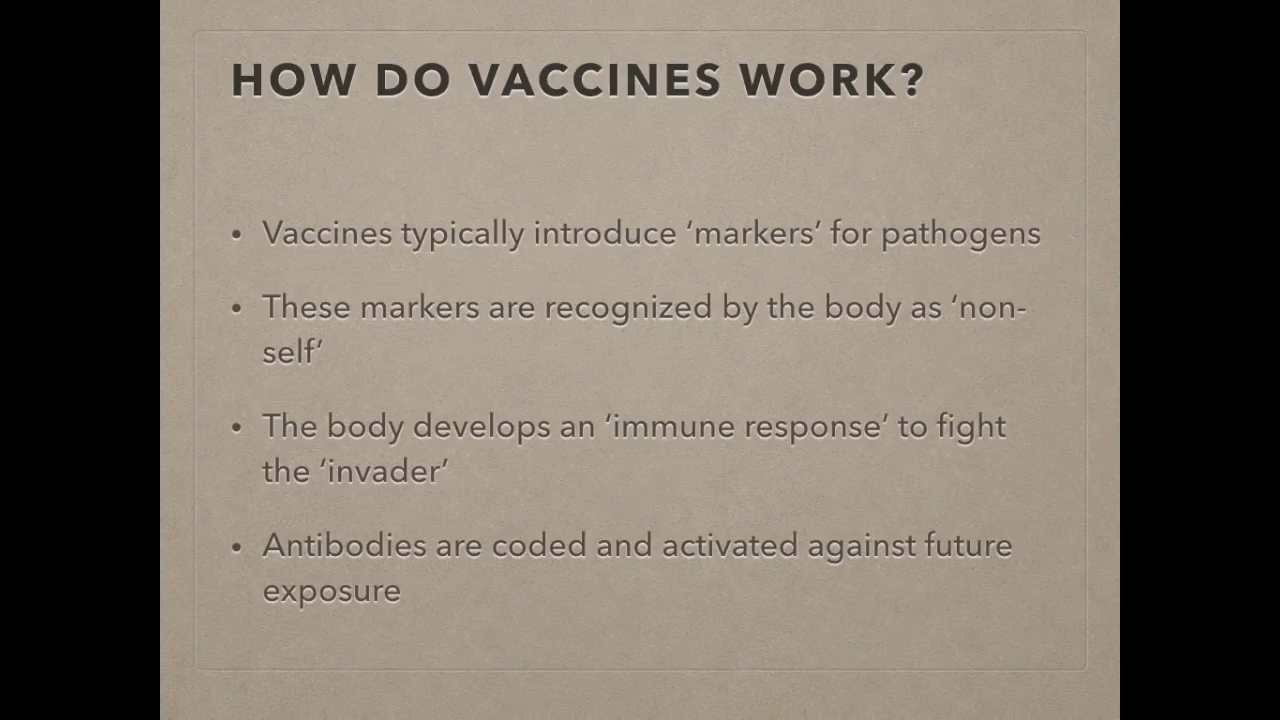 HOW DO VACCINES WORK?
• Vaccines typically introduce ‘markers’ for pathogens
• These markers are recognized by the body as ‘non-
self’
• The body develops an ‘immune response’ to fight
the ‘invader’
• Antibodies are coded and activated against future
exposure